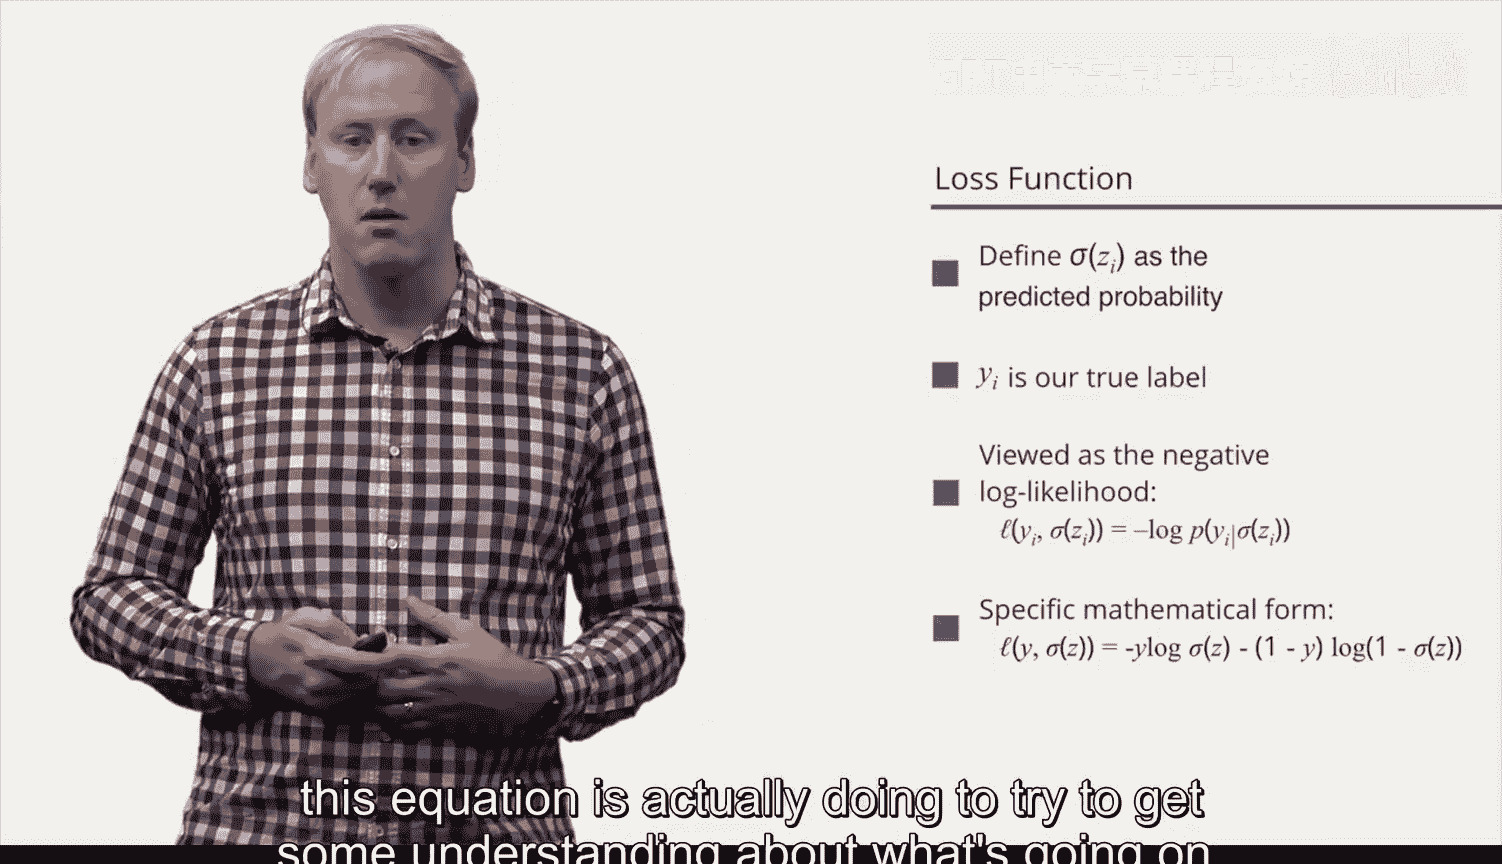 Loss Function
Define σ(zᵢ) as the
predicted probability
yᵢ is our true label
Viewed as the negative
log-likelihood:
ℓ(yᵢ, σ(zᵢ)) = –log p(yᵢ|σ(zᵢ))
Specific mathematical form:
ℓ(y, σ(z)) = -ylog σ(z) - (1 - y) log(1 - σ(z))
this equation is actually doing to try to get
some understanding about what's going on